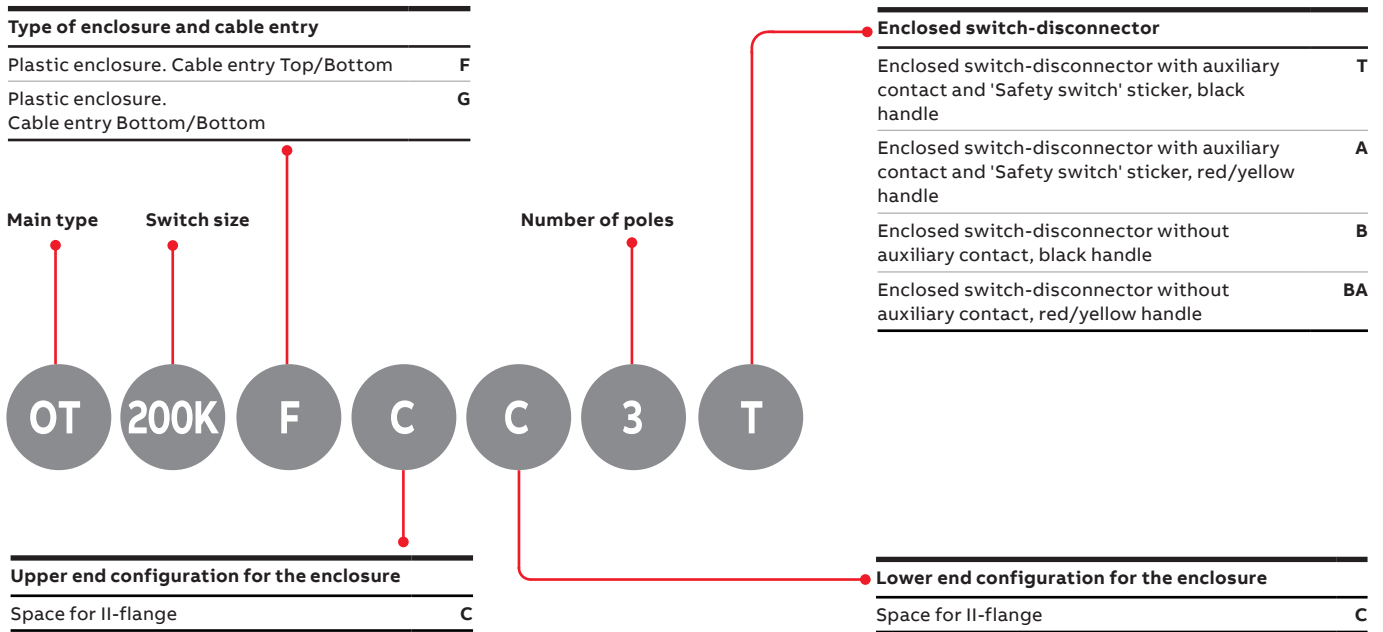 Type of enclosure and cable entry
Plastic enclosure. Cable entry Top/Bottom F
Plastic enclosure. G
Cable entry Bottom/Bottom
Enclosed switch-disconnector
Enclosed switch-disconnector with auxiliary T
contact and 'Safety switch' sticker, black
handle
Enclosed switch-disconnector with auxiliary A
contact and 'Safety switch' sticker, red/yellow
handle
Enclosed switch-disconnector without B
auxiliary contact, black handle
Enclosed switch-disconnector without BA
auxiliary contact, red/yellow handle
Main type Switch size Number of poles
OT 200K F C C 3 T
Upper end configuration for the enclosure
Space for II-flange C
Lower end configuration for the enclosure
Space for II-flange C